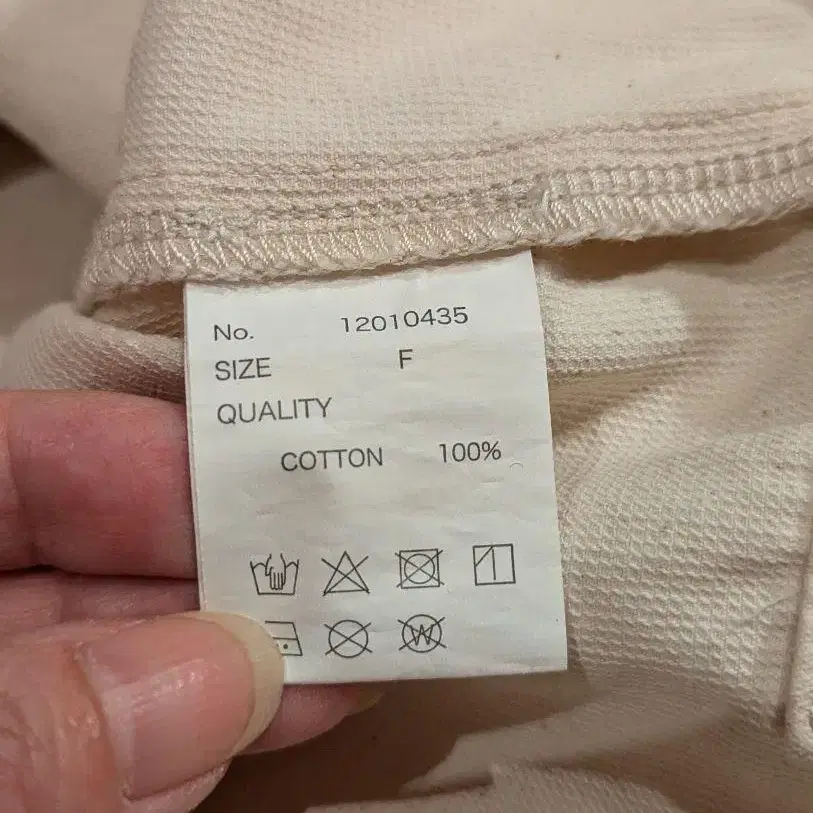 No. 12010435
SIZE F
QUALITY
COTTON 100%
W